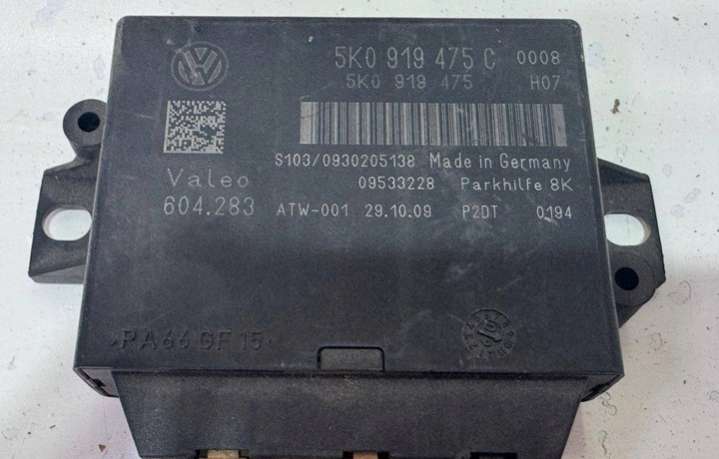 5K0 919 475 C 0008
5K0 919 475 H07
S103/0930205138 Made in Germany
Valeo 09533228 Parkhilfe 8K
604.283 ATW-001 29.10.09 P2DT 0194
>PA66 GF15<